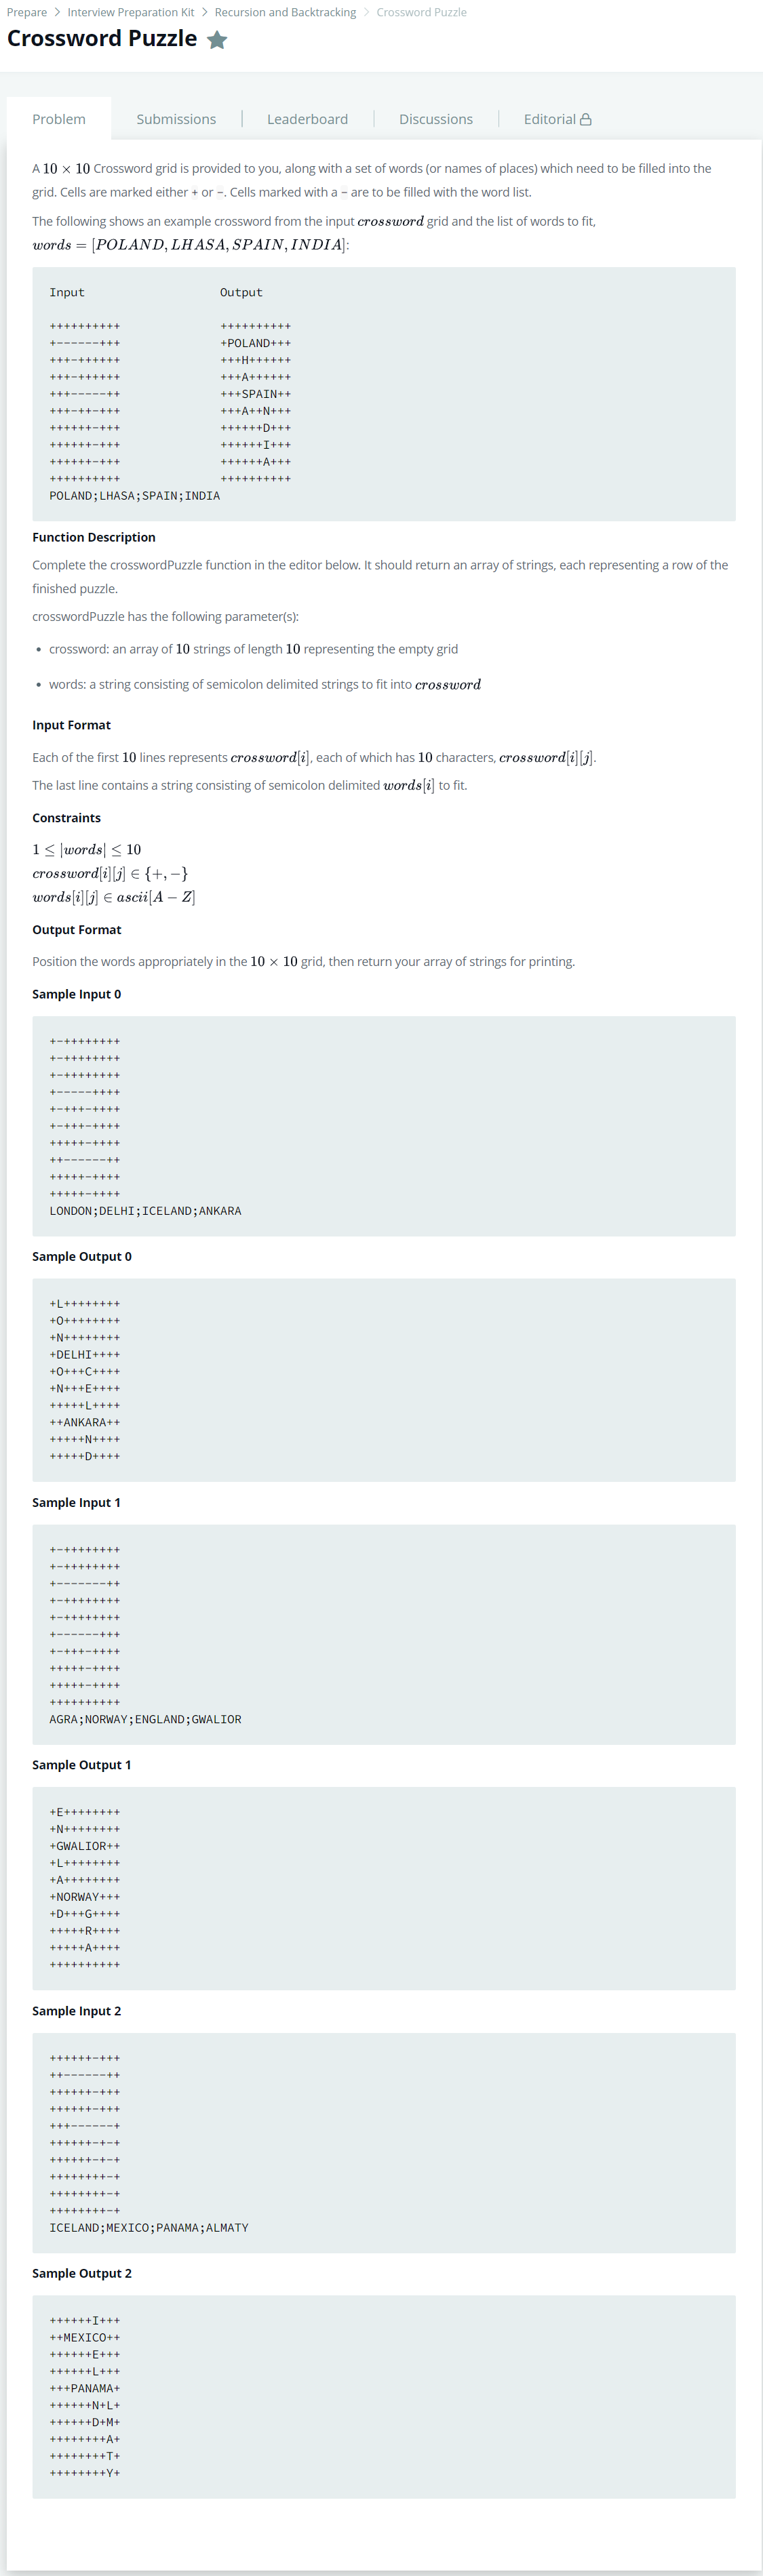 Prepare > Interview Preparation Kit > Recursion and Backtracking > Crossword Puzzle
Crossword Puzzle
Problem Submissions Leaderboard Discussions Editorial
A 10 × 10 Crossword grid is provided to you, along with a set of words (or names of places) which need to be filled into the
grid. Cells are marked either + or -. Cells marked with a - are to be filled with the word list.
The following shows an example crossword from the input crossword grid and the list of words to fit,
words = [POLAND, LHASA, SPAIN, INDIA]:
Input Output
++++++++++ ++++++++++
+------+++ +POLAND+++
+++-++++++ +++H++++++
+++-++++++ +++A++++++
+++-----++ +++SPAIN++
+++-++-+++ +++A++N+++
++++++-+++ ++++++D+++
++++++-+++ ++++++I+++
++++++-+++ ++++++A+++
++++++++++ ++++++++++
POLAND;LHASA;SPAIN;INDIA
Function Description
Complete the crosswordPuzzle function in the editor below. It should return an array of strings, each representing a row of the
finished puzzle.
crosswordPuzzle has the following parameter(s):
• crossword: an array of 10 strings of length 10 representing the empty grid
• words: a string consisting of semicolon delimited strings to fit into crossword
Input Format
Each of the first 10 lines represents crossword[i], each of which has 10 characters, crossword[i][j].
The last line contains a string consisting of semicolon delimited words[i] to fit.
Constraints
1 ≤ |words| ≤ 10
crossword[i][j] ∈ {+, −}
words[i][j] ∈ ascii[A − Z]
Output Format
Position the words appropriately in the 10 × 10 grid, then return your array of strings for printing.
Sample Input 0
+-++++++++
+-++++++++
+-++++++++
+-----++++
+-+++-++++
+-+++-++++
+++++-++++
++------++
+++++-++++
+++++-++++
LONDON;DELHI;ICELAND;ANKARA
Sample Output 0
+L++++++++
+O++++++++
+N++++++++
+DELHI++++
+O+++C++++
+N+++E++++
+++++L++++
++ANKARA++
+++++N++++
+++++D++++
Sample Input 1
+-++++++++
+-++++++++
+-------++
+-++++++++
+-++++++++
+------+++
+-+++-++++
+++++-++++
+++++-++++
++++++++++
AGRA;NORWAY;ENGLAND;GWALIOR
Sample Output 1
+E++++++++
+N++++++++
+GWALIOR++
+L++++++++
+A++++++++
+NORWAY+++
+D+++G++++
+++++R++++
+++++A++++
++++++++++
Sample Input 2
++++++-+++
++------++
++++++-+++
++++++-+++
+++------+
++++++-+-+
++++++-+-+
++++++++-+
++++++++-+
++++++++-+
ICELAND;MEXICO;PANAMA;ALMATY
Sample Output 2
++++++I+++
++MEXICO++
++++++E+++
++++++L+++
+++PANAMA+
++++++N+L+
++++++D+M+
++++++++A+
++++++++T+
++++++++Y+